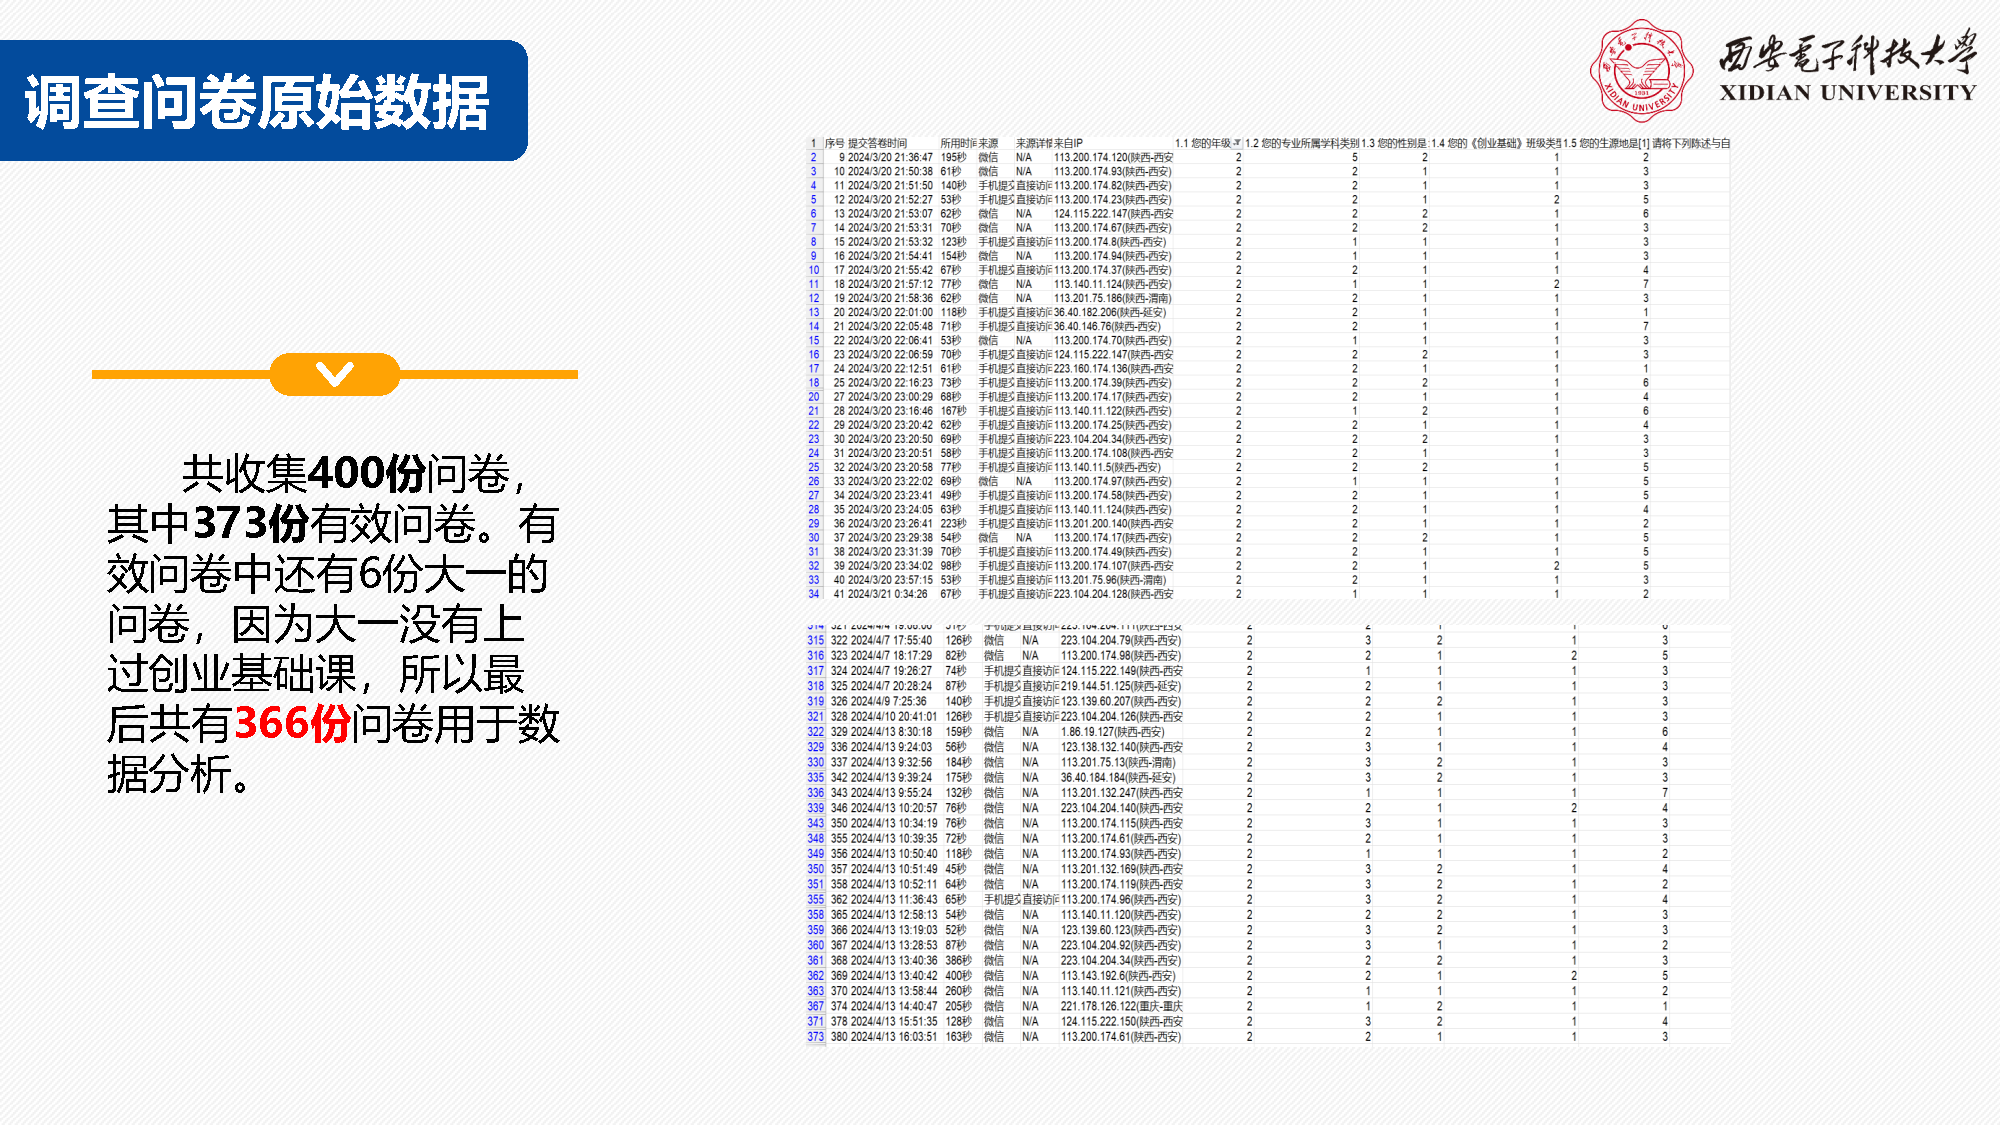 调查问卷原始数据
西安电子科技大学
XIDIAN UNIVERSITY
共收集400份问卷，
其中373份有效问卷。有
效问卷中还有6份大一的
问卷，因为大一没有上
过创业基础课，所以最
后共有366份问卷用于数
据分析。
1 序号 提交答卷时间 所用时间 来源 来源详情 来自IP 1.1 您的年级 1.2 您的专业所属学科类别 1.3 您的性别是: 1.4 您的《创业基础》班级类型 1.5 您的生源地是[1] 请将下列陈述与自
2 9 2024/3/20 21:36:47 195秒 微信 N/A 113.200.174.120(陕西-西安 2 5 2 1 2
3 10 2024/3/20 21:50:38 61秒 微信 N/A 113.200.174.93(陕西-西安) 2 2 1 1 3
4 11 2024/3/20 21:51:50 140秒 手机提交 直接访问 113.200.174.82(陕西-西安) 2 2 1 1 3
5 12 2024/3/20 21:52:27 53秒 手机提交 直接访问 113.200.174.23(陕西-西安) 2 2 1 2 5
6 13 2024/3/20 21:53:07 62秒 微信 N/A 124.115.222.147(陕西-西安 2 2 2 1 6
7 14 2024/3/20 21:53:31 70秒 微信 N/A 113.200.174.67(陕西-西安) 2 2 2 1 3
8 15 2024/3/20 21:53:32 123秒 手机提交 直接访问 113.200.174.8(陕西-西安) 2 1 1 1 3
9 16 2024/3/20 21:54:41 154秒 微信 N/A 113.200.174.94(陕西-西安) 2 1 1 1 3
10 17 2024/3/20 21:55:42 67秒 手机提交 直接访问 113.200.174.37(陕西-西安) 2 2 1 1 4
11 18 2024/3/20 21:57:12 77秒 微信 N/A 113.140.11.124(陕西-西安) 2 1 1 2 7
12 19 2024/3/20 21:58:36 62秒 微信 N/A 113.201.75.186(陕西-渭南) 2 2 1 1 3
13 20 2024/3/20 22:01:00 118秒 手机提交 直接访问 36.40.182.206(陕西-延安) 2 2 1 1 1
14 21 2024/3/20 22:05:48 71秒 手机提交 直接访问 36.40.146.76(陕西-西安) 2 2 1 1 7
15 22 2024/3/20 22:06:41 53秒 微信 N/A 113.200.174.70(陕西-西安) 2 1 1 1 3
16 23 2024/3/20 22:06:59 70秒 手机提交 直接访问 124.115.222.147(陕西-西安 2 2 2 1 3
17 24 2024/3/20 22:12:51 61秒 手机提交 直接访问 223.160.174.136(陕西-西安 2 2 1 1 1
18 25 2024/3/20 22:16:23 73秒 手机提交 直接访问 113.200.174.39(陕西-西安) 2 2 2 1 6
20 27 2024/3/20 23:00:29 68秒 手机提交 直接访问 113.200.174.17(陕西-西安) 2 2 1 1 4
21 28 2024/3/20 23:16:46 167秒 手机提交 直接访问 113.140.11.122(陕西-西安) 2 1 2 1 6
22 29 2024/3/20 23:20:42 62秒 手机提交 直接访问 113.200.174.25(陕西-西安) 2 2 1 1 4
23 30 2024/3/20 23:20:50 69秒 手机提交 直接访问 223.104.204.34(陕西-西安) 2 2 2 1 3
24 31 2024/3/20 23:20:51 58秒 手机提交 直接访问 113.200.174.108(陕西-西安) 2 2 1 1 3
25 32 2024/3/20 23:20:58 77秒 手机提交 直接访问 113.140.11.5(陕西-西安) 2 2 2 1 5
26 33 2024/3/20 23:22:02 69秒 微信 N/A 113.200.174.97(陕西-西安) 2 1 1 1 5
27 34 2024/3/20 23:23:41 49秒 手机提交 直接访问 113.200.174.58(陕西-西安) 2 2 1 1 5
28 35 2024/3/20 23:24:05 63秒 手机提交 直接访问 113.140.11.124(陕西-西安) 2 2 1 1 4
29 36 2024/3/20 23:26:41 223秒 手机提交 直接访问 113.201.200.140(陕西-西安 2 2 1 1 2
30 37 2024/3/20 23:29:38 54秒 微信 N/A 113.200.174.17(陕西-西安) 2 2 2 1 5
31 38 2024/3/20 23:31:39 70秒 手机提交 直接访问 113.200.174.49(陕西-西安) 2 2 1 1 5
32 39 2024/3/20 23:34:02 98秒 手机提交 直接访问 113.200.174.107(陕西-西安) 2 2 1 2 5
33 40 2024/3/20 23:57:15 53秒 手机提交 直接访问 113.201.75.96(陕西-渭南) 2 2 1 1 3
34 41 2024/3/21 0:34:26 67秒 手机提交 直接访问 223.104.204.128(陕西-西安 2 1 1 1 2
315 322 2024/4/7 17:55:40 126秒 微信 N/A 223.104.204.79(陕西-西安) 2 3 2 1 3
316 323 2024/4/7 18:17:29 82秒 微信 N/A 113.200.174.98(陕西-西安) 2 2 1 2 5
317 324 2024/4/7 19:26:27 74秒 手机提交 直接访问 124.115.222.149(陕西-西安 2 1 1 1 3
318 325 2024/4/7 20:28:24 87秒 手机提交 直接访问 219.144.51.125(陕西-延安) 2 2 1 1 3
319 326 2024/4/9 7:25:36 140秒 手机提交 直接访问 123.139.60.207(陕西-西安) 2 2 2 1 3
321 328 2024/4/10 20:41:01 126秒 手机提交 直接访问 223.104.204.126(陕西-西安 2 2 1 1 3
322 329 2024/4/13 8:30:18 159秒 微信 N/A 1.86.19.127(陕西-西安) 2 2 1 1 6
329 336 2024/4/13 9:24:03 56秒 微信 N/A 123.138.132.140(陕西-西安 2 3 1 1 4
330 337 2024/4/13 9:32:56 184秒 微信 N/A 113.201.75.13(陕西-渭南) 2 3 2 1 3
335 342 2024/4/13 9:39:24 175秒 微信 N/A 36.40.184.184(陕西-延安) 2 3 2 1 3
336 343 2024/4/13 9:55:24 132秒 微信 N/A 113.201.132.247(陕西-西安 2 1 1 1 7
339 346 2024/4/13 10:20:57 76秒 微信 N/A 223.104.204.140(陕西-西安 2 2 1 2 4
343 350 2024/4/13 10:34:19 76秒 微信 N/A 113.200.174.115(陕西-西安 2 3 1 1 3
348 355 2024/4/13 10:39:35 72秒 微信 N/A 113.200.174.61(陕西-西安) 2 2 1 1 3
349 356 2024/4/13 10:50:40 118秒 微信 N/A 113.200.174.93(陕西-西安) 2 1 1 1 2
350 357 2024/4/13 10:51:49 45秒 微信 N/A 113.201.132.169(陕西-西安 2 3 2 1 4
351 358 2024/4/13 10:52:11 64秒 微信 N/A 113.200.174.119(陕西-西安 2 3 2 1 2
355 362 2024/4/13 11:36:43 65秒 手机提交 直接访问 113.200.174.96(陕西-西安) 2 3 2 1 4
358 365 2024/4/13 12:58:13 54秒 微信 N/A 113.140.11.120(陕西-西安) 2 2 2 1 3
359 366 2024/4/13 13:19:03 52秒 微信 N/A 123.139.60.123(陕西-西安) 2 3 2 1 3
360 367 2024/4/13 13:28:53 87秒 微信 N/A 223.104.204.92(陕西-西安) 2 3 1 1 2
361 368 2024/4/13 13:40:36 386秒 微信 N/A 223.104.204.34(陕西-西安) 2 2 2 1 3
362 369 2024/4/13 13:40:42 400秒 微信 N/A 113.143.192.6(陕西-西安) 2 2 1 2 5
363 370 2024/4/13 13:58:44 260秒 微信 N/A 113.140.11.121(陕西-西安) 2 1 1 1 2
367 374 2024/4/13 14:40:47 205秒 微信 N/A 221.178.126.122(重庆-重庆 2 1 2 1 1
371 378 2024/4/13 15:51:35 128秒 微信 N/A 124.115.222.150(陕西-西安 2 3 2 1 4
373 380 2024/4/13 16:03:51 163秒 微信 N/A 113.200.174.61(陕西-西安) 2 2 1 1 3